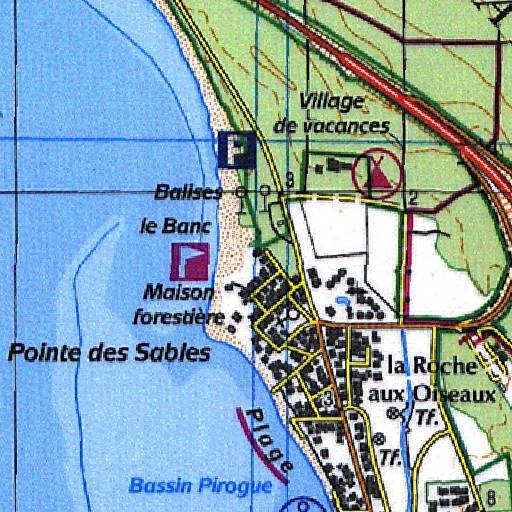 Village
de vacances
Balises
8
2
le Banc
Maison
forestière
Pointe des Sables
la Roche
aux Oiseaux
3
Tf.
Plage
Tf.
Bassin Pirogue
8